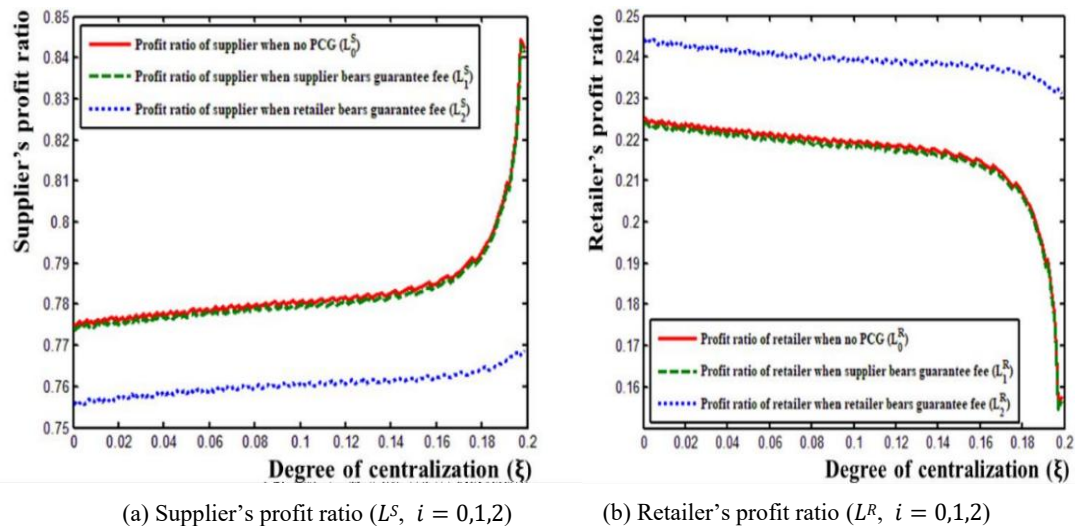 Supplier's profit ratio
0.85
0.84
0.83
0.82
0.81
0.8
0.79
0.78
0.77
0.76
0.75
Profit ratio of supplier when no PCG (L₀ˢ)
Profit ratio of supplier when supplier bears guarantee fee (L₁ˢ)
Profit ratio of supplier when retailer bears guarantee fee (L₂ˢ)
0 0.02 0.04 0.06 0.08 0.1 0.12 0.14 0.16 0.18 0.2
Degree of centralization (ξ)
(a) Supplier's profit ratio (Lˢ, i = 0,1,2)
Retailer's profit ratio
0.25
0.24
0.23
0.22
0.21
0.2
0.19
0.18
0.17
0.16
Profit ratio of retailer when no PCG (L₀ᴿ)
Profit ratio of retailer when supplier bears guarantee fee (L₁ᴿ)
Profit ratio of retailer when retailer bears guarantee fee (L₂ᴿ)
0 0.02 0.04 0.06 0.08 0.1 0.12 0.14 0.16 0.18 0.2
Degree of centralization (ξ)
(b) Retailer's profit ratio (Lᴿ, i = 0,1,2)